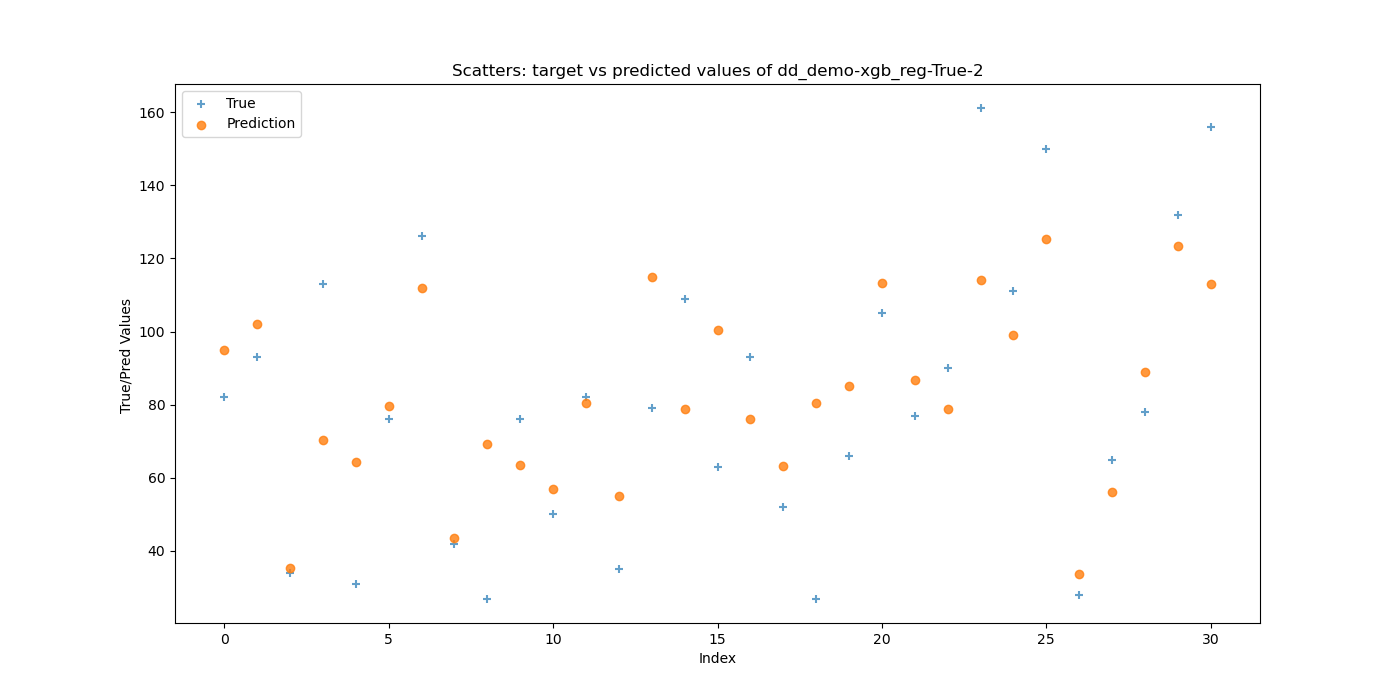 Scatters: target vs predicted values of dd_demo-xgb_reg-True-2
True
Prediction
160
140
120
100
80
60
40
True/Pred Values
0 5 10 15 20 25 30
Index